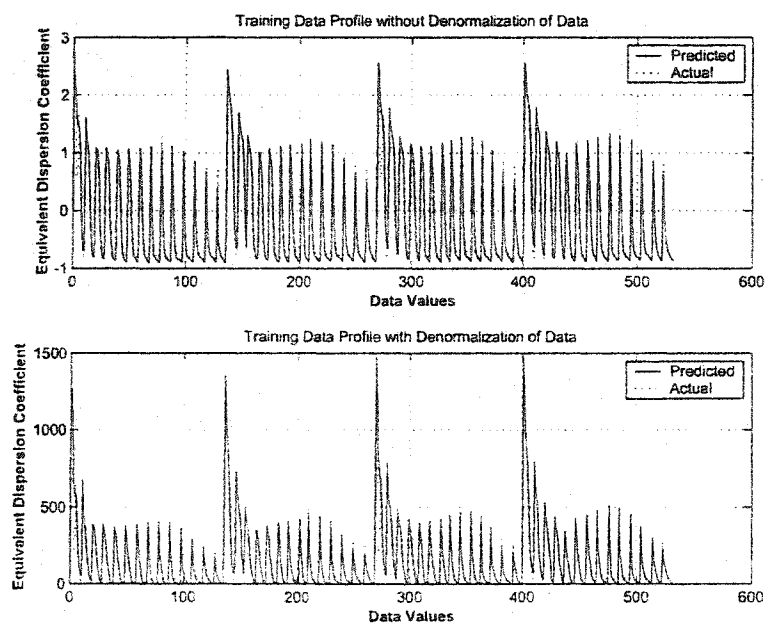 Training Data Profile without Denormalization of Data
3
2
1
0
-1
Equivalent Dispersion Coefficient
Predicted
Actual
0 100 200 300 400 500 600
Data Values
Training Data Profile with Denormalization of Data
1500
1000
500
0
Equivalent Dispersion Coefficient
Predicted
Actual
0 100 200 300 400 500 600
Data Values